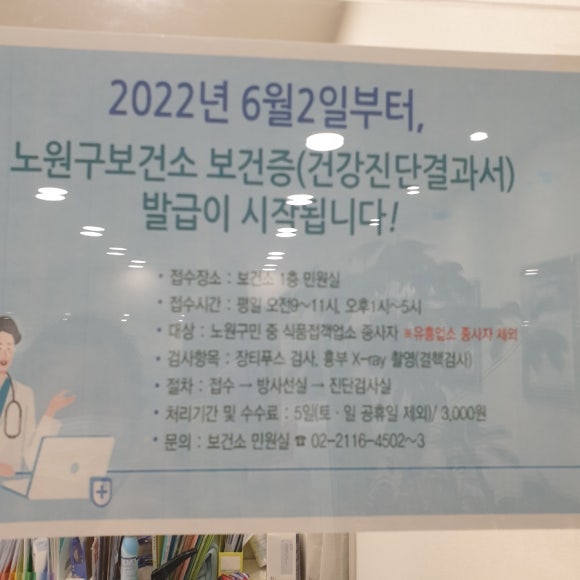 2022년 6월2일부터,
노원구보건소 보건증(건강진단결과서)
발급이 시작됩니다!
• 접수장소 : 보건소 1층 민원실
• 접수시간 : 평일 오전9~11시, 오후1시~5시
• 대상 : 노원구민 중 식품접객업소 종사자 ※유흥업소 종사자 제외
• 검사항목 : 장티푸스 검사, 흉부 X-ray 촬영(결핵검사)
• 절차 : 접수 → 방사선실 → 진단검사실
• 처리기간 및 수수료 : 5일(토·일 공휴일 제외)/ 3,000원
• 문의 : 보건소 민원실 ☎ 02-2116-4502~3